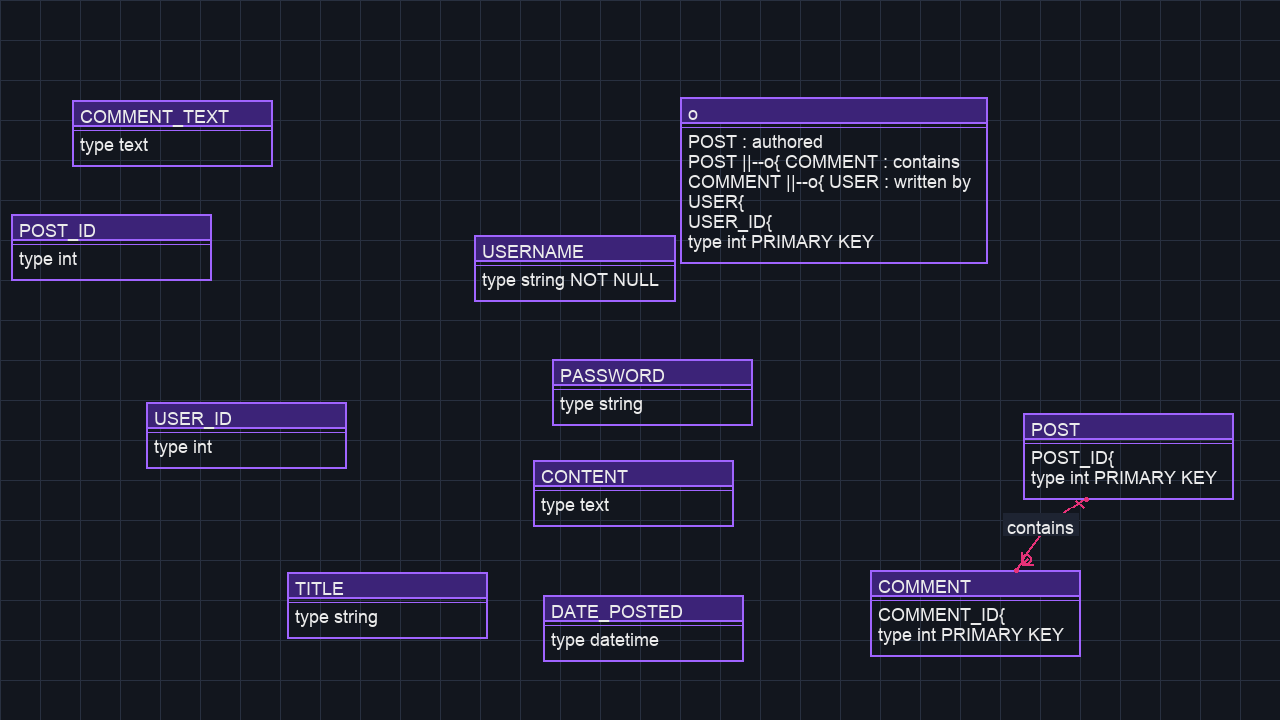 COMMENT_TEXT
type text
o
POST : authored
POST ||--o{ COMMENT : contains
COMMENT ||--o{ USER : written by
USER{
USER_ID{
type int PRIMARY KEY
POST_ID
type int
USERNAME
type string NOT NULL
PASSWORD
type string
USER_ID
type int
POST
POST_ID{
type int PRIMARY KEY
CONTENT
type text
contains
TITLE
type string
DATE_POSTED
type datetime
COMMENT
COMMENT_ID{
type int PRIMARY KEY